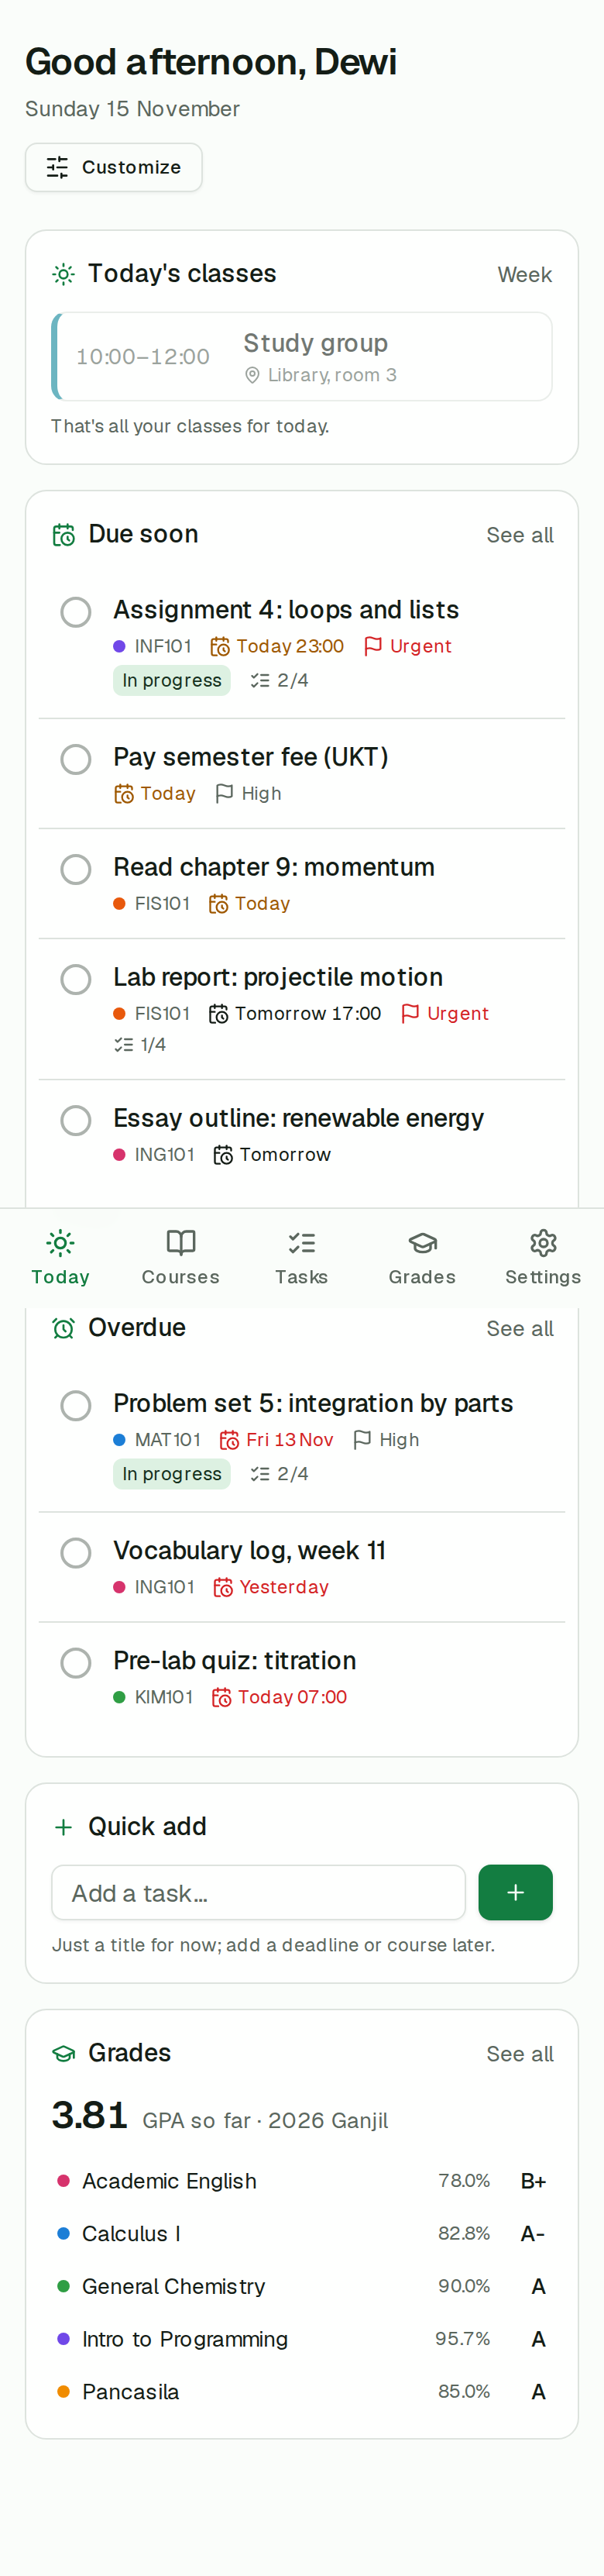 Good afternoon, Dewi
Sunday 15 November
Customize
Today's classes
Week
10:00–12:00
Study group
Library, room 3
That's all your classes for today.
Due soon
See all
Assignment 4: loops and lists
INF101 Today 23:00 Urgent
In progress 2/4
Pay semester fee (UKT)
Today High
Read chapter 9: momentum
FIS101 Today
Lab report: projectile motion
FIS101 Tomorrow 17:00 Urgent
1/4
Essay outline: renewable energy
ING101 Tomorrow
Today Courses Tasks Grades Settings
Overdue
See all
Problem set 5: integration by parts
MAT101 Fri 13 Nov High
In progress 2/4
Vocabulary log, week 11
ING101 Yesterday
Pre-lab quiz: titration
KIM101 Today 07:00
Quick add
Add a task...
Just a title for now; add a deadline or course later.
Grades
See all
3.81 GPA so far · 2026 Ganjil
Academic English 78.0% B+
Calculus I 82.8% A-
General Chemistry 90.0% A
Intro to Programming 95.7% A
Pancasila 85.0% A